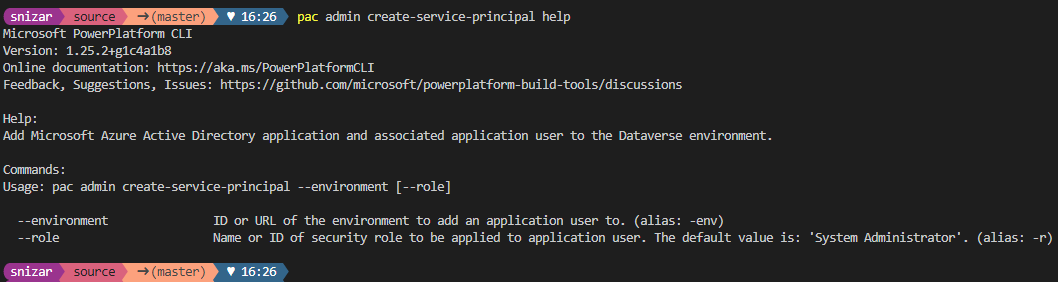 snizar source ➔(master) ♥ 16:26 pac admin create-service-principal help
Microsoft PowerPlatform CLI
Version: 1.25.2+g1c4a1b8
Online documentation: https://aka.ms/PowerPlatformCLI
Feedback, Suggestions, Issues: https://github.com/microsoft/powerplatform-build-tools/discussions
Help:
Add Microsoft Azure Active Directory application and associated application user to the Dataverse environment.
Commands:
Usage: pac admin create-service-principal --environment [--role]
--environment ID or URL of the environment to add an application user to. (alias: -env)
--role Name or ID of security role to be applied to application user. The default value is: 'System Administrator'. (alias: -r)
snizar source ➔(master) ♥ 16:26